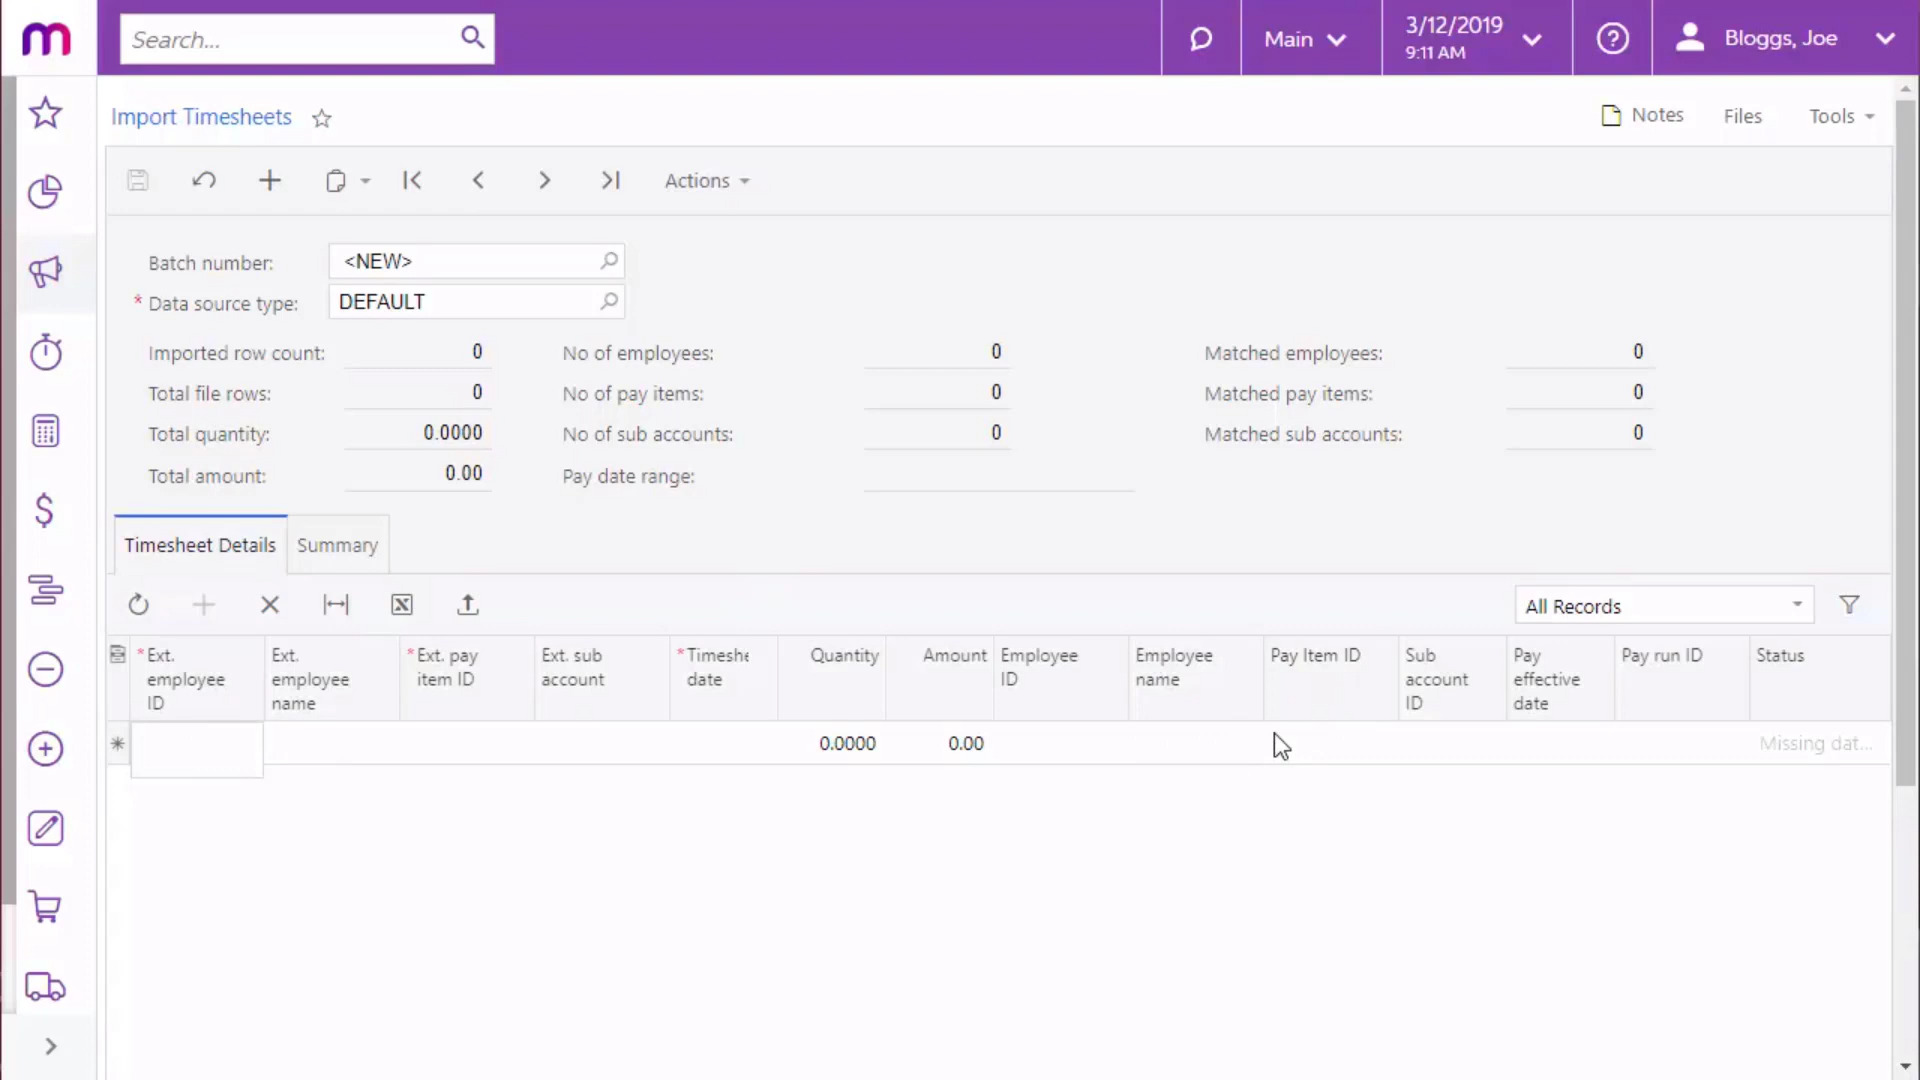 Search...
Main
3/12/2019
9:11 AM
Bloggs, Joe
Import Timesheets
Notes
Files
Tools
Actions
Batch number:
<NEW>
* Data source type:
DEFAULT
Imported row count:
0
No of employees:
0
Matched employees:
0
Total file rows:
0
No of pay items:
0
Matched pay items:
0
Total quantity:
0.0000
No of sub accounts:
0
Matched sub accounts:
0
Total amount:
0.00
Pay date range:
Timesheet Details
Summary
All Records
* Ext.
employee
ID
Ext.
employee
name
* Ext. pay
item ID
Ext. sub
account
* Timeshe
date
Quantity
Amount
Employee
ID
Employee
name
Pay Item ID
Sub
account
ID
Pay
effective
date
Pay run ID
Status
0.0000
0.00
Missing dat...